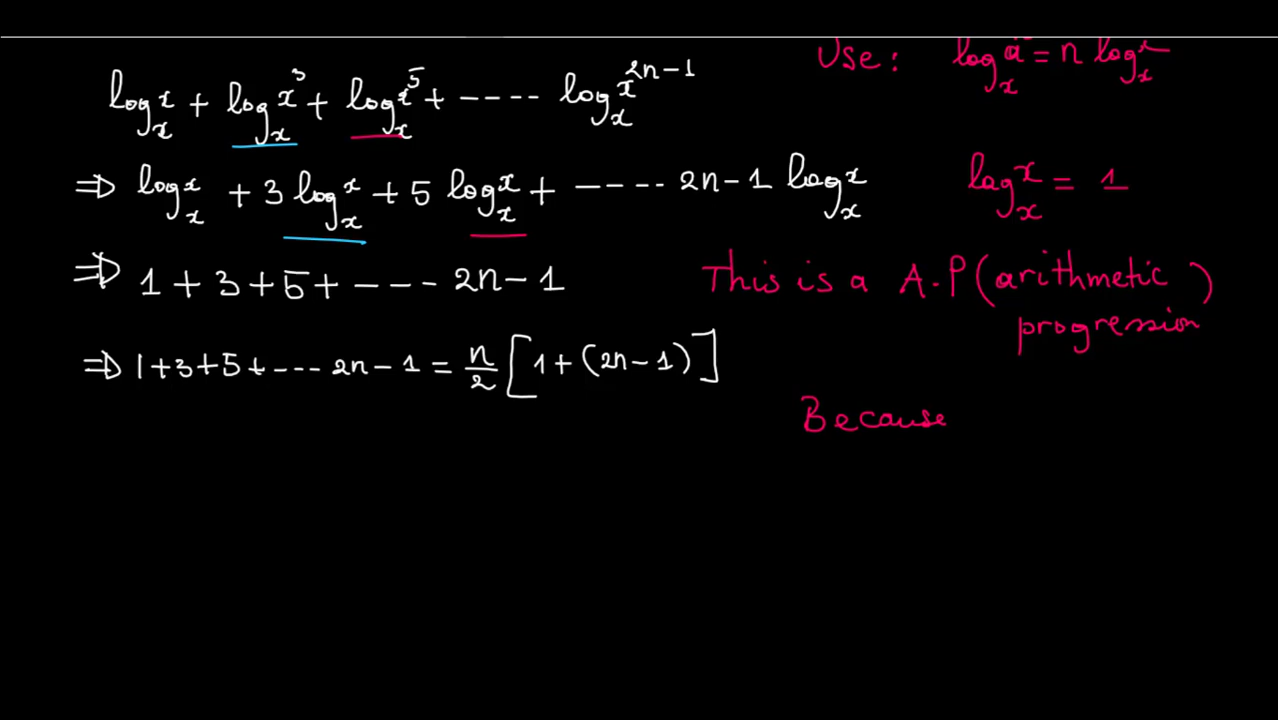 Use: log_x a^n = n log_x^x
log_x^x + log_x x^3 + log_x x^5 + ---- log_x x^{2n-1}
⇒ log_x^x + 3 log_x^x + 5 log_x^x + ---- 2n-1 log_x^x
lag_x^x = 1
⇒ 1 + 3 + 5 + ---- 2n - 1
This is a A.P (arithmetic
progression)
⇒ 1+3+5+ --- 2n - 1 = n/2 [1 + (2n - 1)]
Because